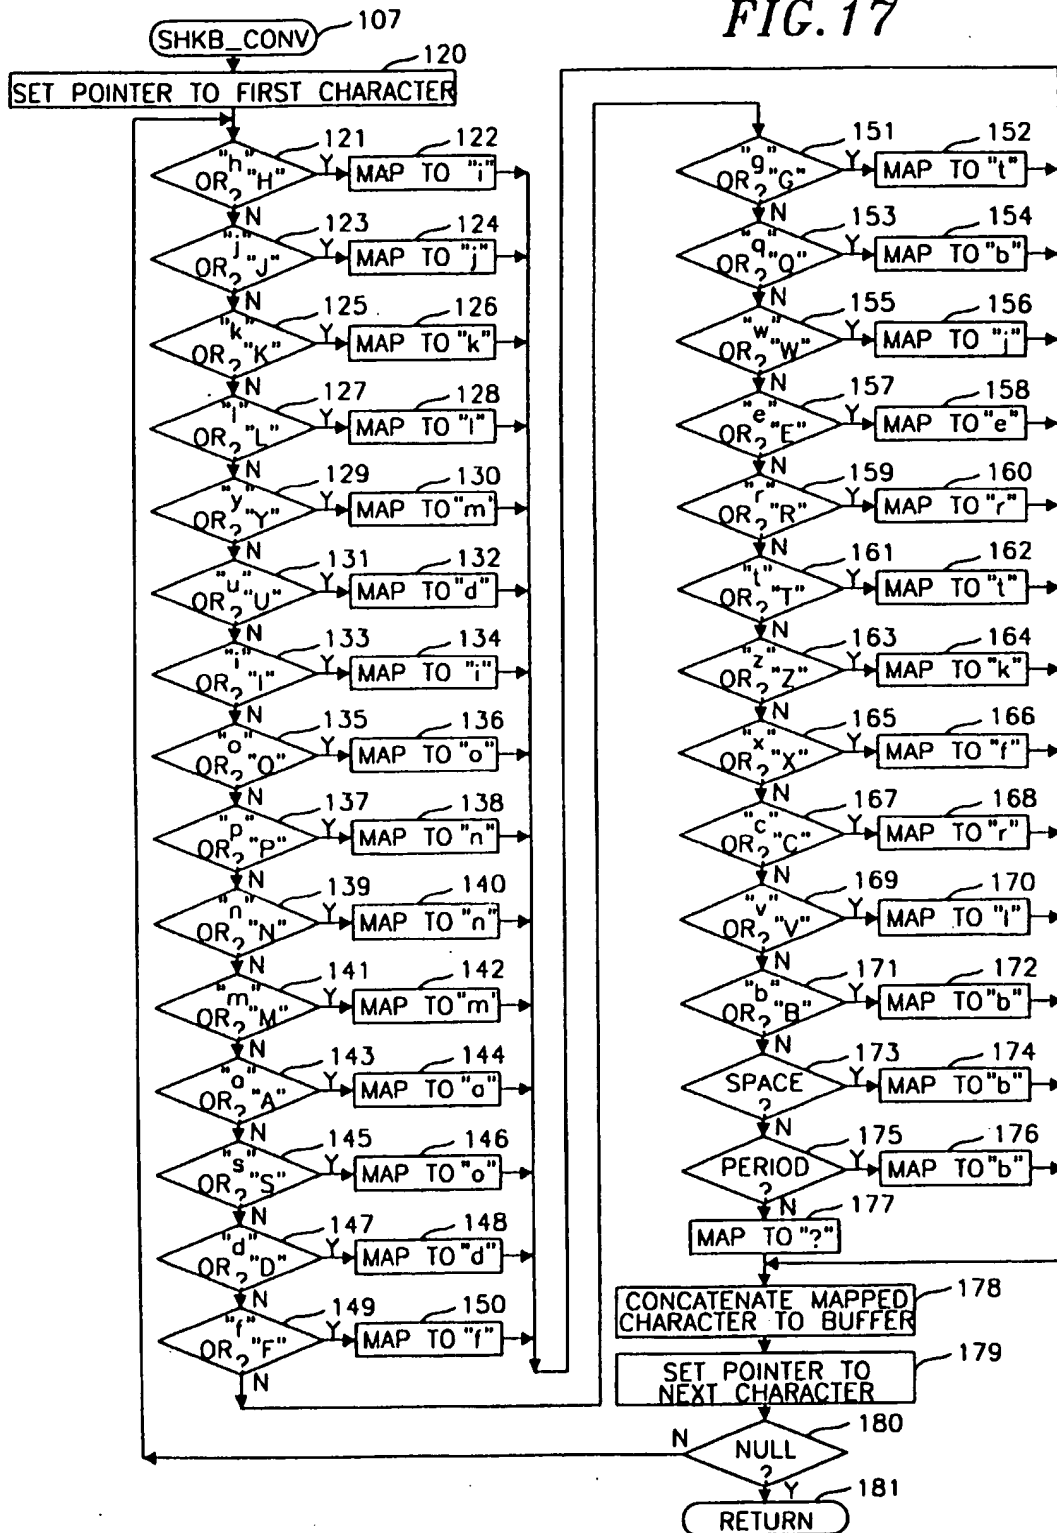 FIG. 17
SHKB_CONV
107
120
SET POINTER TO FIRST CHARACTER
"h" OR "H" ?
121
Y
122
MAP TO "i"
N
"j" OR "J" ?
123
Y
124
MAP TO "j"
N
"k" OR "K" ?
125
Y
126
MAP TO "k"
N
"l" OR "L" ?
127
Y
128
MAP TO "l"
N
"y" OR "Y" ?
129
Y
130
MAP TO "m'
N
"u" OR "U" ?
131
Y
132
MAP TO "d"
N
"i" OR "I" ?
133
Y
134
MAP TO "i"
N
"o" OR "O" ?
135
Y
136
MAP TO "o"
N
"p" OR "P" ?
137
Y
138
MAP TO "n"
N
"n" OR "N" ?
139
Y
140
MAP TO "n"
N
"m" OR "M" ?
141
Y
142
MAP TO "m'
N
"a" OR "A" ?
143
Y
144
MAP TO "a"
N
"s" OR "S" ?
145
Y
146
MAP TO "o"
N
"d" OR "D" ?
147
Y
148
MAP TO "d"
N
"f" OR "F" ?
149
Y
150
MAP TO "f"
N
"g" OR "G" ?
151
Y
152
MAP TO "t"
N
"q" OR "Q" ?
153
Y
154
MAP TO "b"
N
"w" OR "W" ?
155
Y
156
MAP TO "j"
N
"e" OR "E" ?
157
Y
158
MAP TO "e"
N
"r" OR "R" ?
159
Y
160
MAP TO "r"
N
"t" OR "T" ?
161
Y
162
MAP TO "t"
N
"z" OR "Z" ?
163
Y
164
MAP TO "k"
N
"x" OR "X" ?
165
Y
166
MAP TO "f"
N
"c" OR "C" ?
167
Y
168
MAP TO "r"
N
"v" OR "V" ?
169
Y
170
MAP TO "l"
N
"b" OR "B" ?
171
Y
172
MAP TO "b"
N
SPACE ?
173
Y
174
MAP TO "b"
N
PERIOD ?
175
Y
176
MAP TO "b"
N
177
MAP TO "?"
CONCATENATE MAPPED
CHARACTER TO BUFFER
178
SET POINTER TO
NEXT CHARACTER
179
N
NULL ?
180
Y
181
RETURN